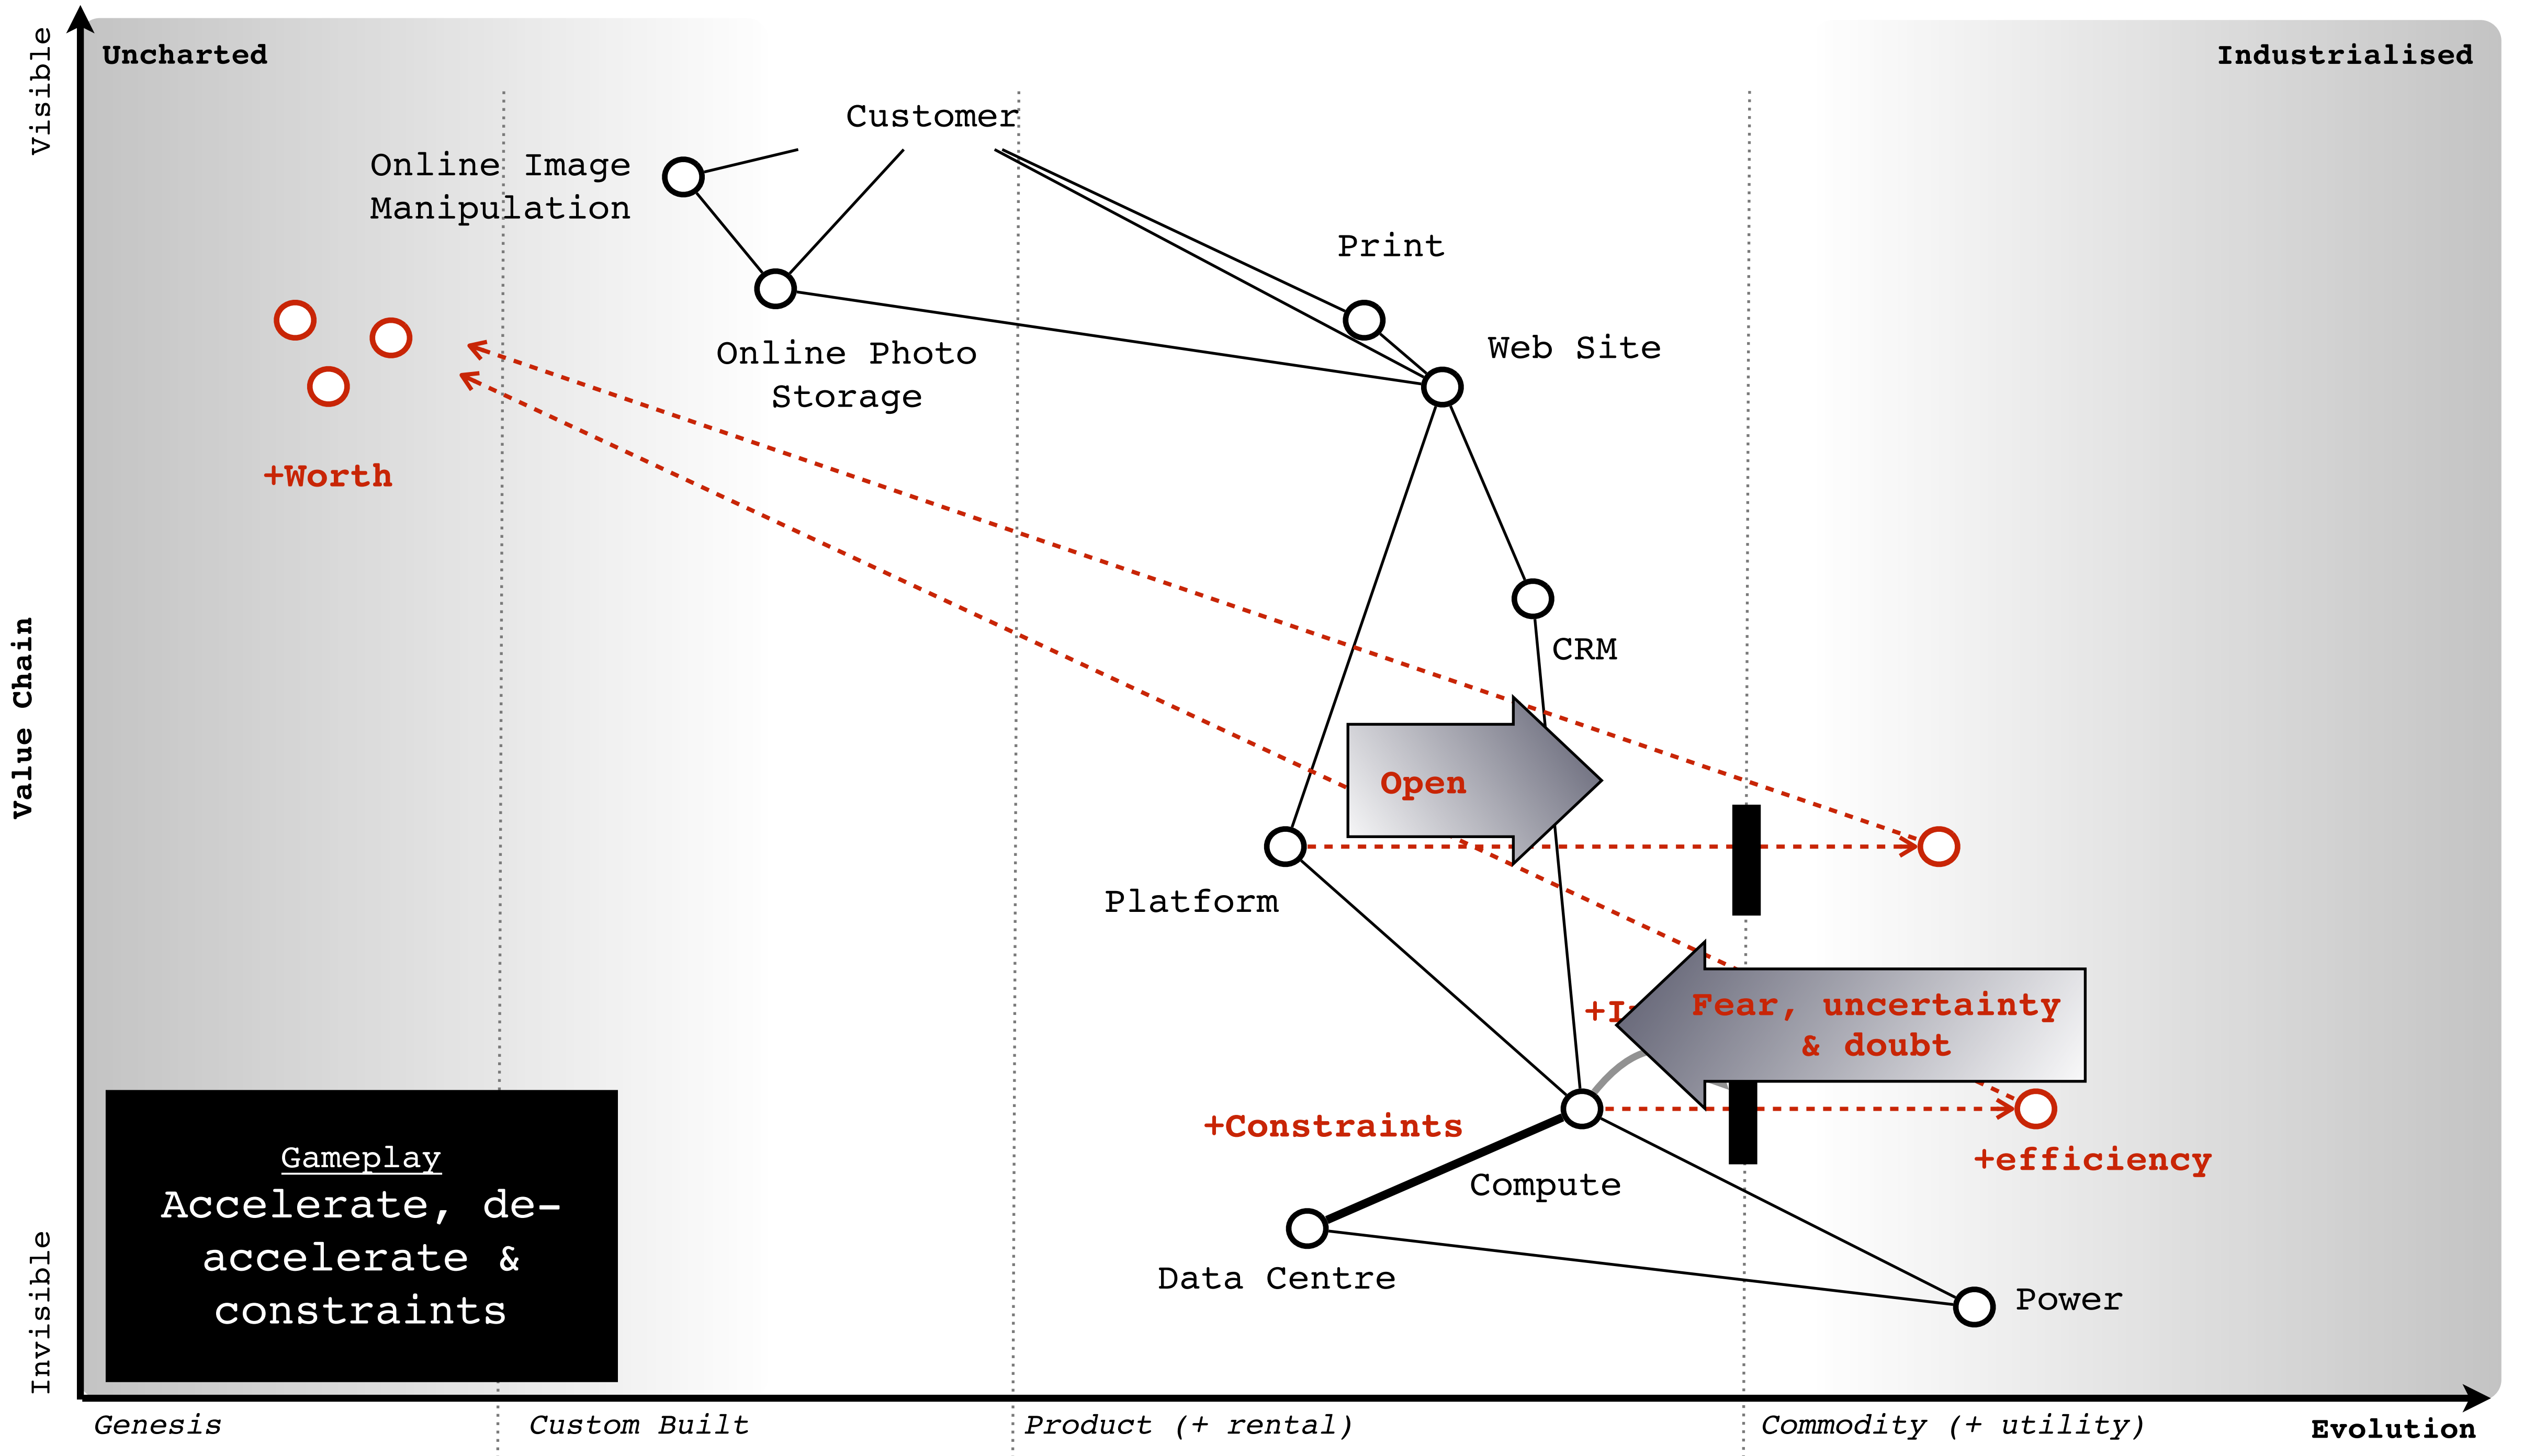 Visible
Uncharted
Industrialised
Customer
Online Image
Manipulation
Print
Web Site
Online Photo
Storage
+Worth
Value Chain
CRM
Open
Platform
Fear, uncertainty
& doubt
+Constraints
+efficiency
Compute
Data Centre
Power
Gameplay
Accelerate, de-
accelerate &
constraints
Invisible
Genesis
Custom Built
Product (+ rental)
Commodity (+ utility)
Evolution